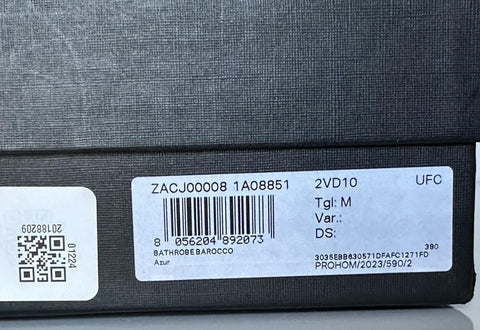 ZACJ00008 1A08851 2VD10 UFC
Tgl: M
Var.:
DS:
8 056204 892073
BATHROBE BAROCCO
Azur
390
3035EBB630571DFAFC1271FD
PROHOM/2023/590/2
20188209
01224